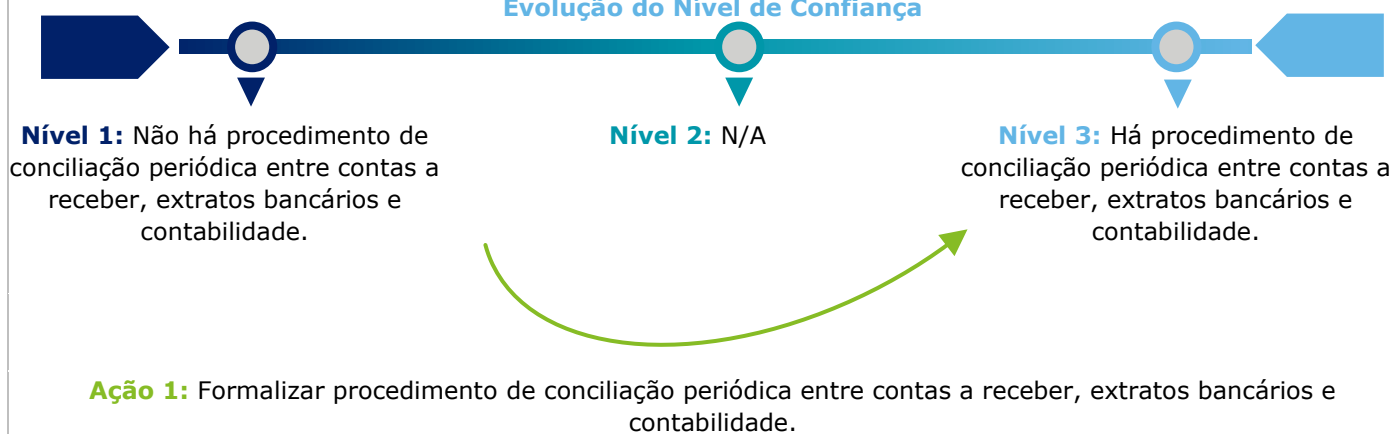 Evolução do Nível de Confiança
Nível 1: Não há procedimento de
conciliação periódica entre contas a
receber, extratos bancários e
contabilidade.
Nível 2: N/A
Nível 3: Há procedimento de
conciliação periódica entre contas a
receber, extratos bancários e
contabilidade.
Ação 1: Formalizar procedimento de conciliação periódica entre contas a receber, extratos bancários e
contabilidade.